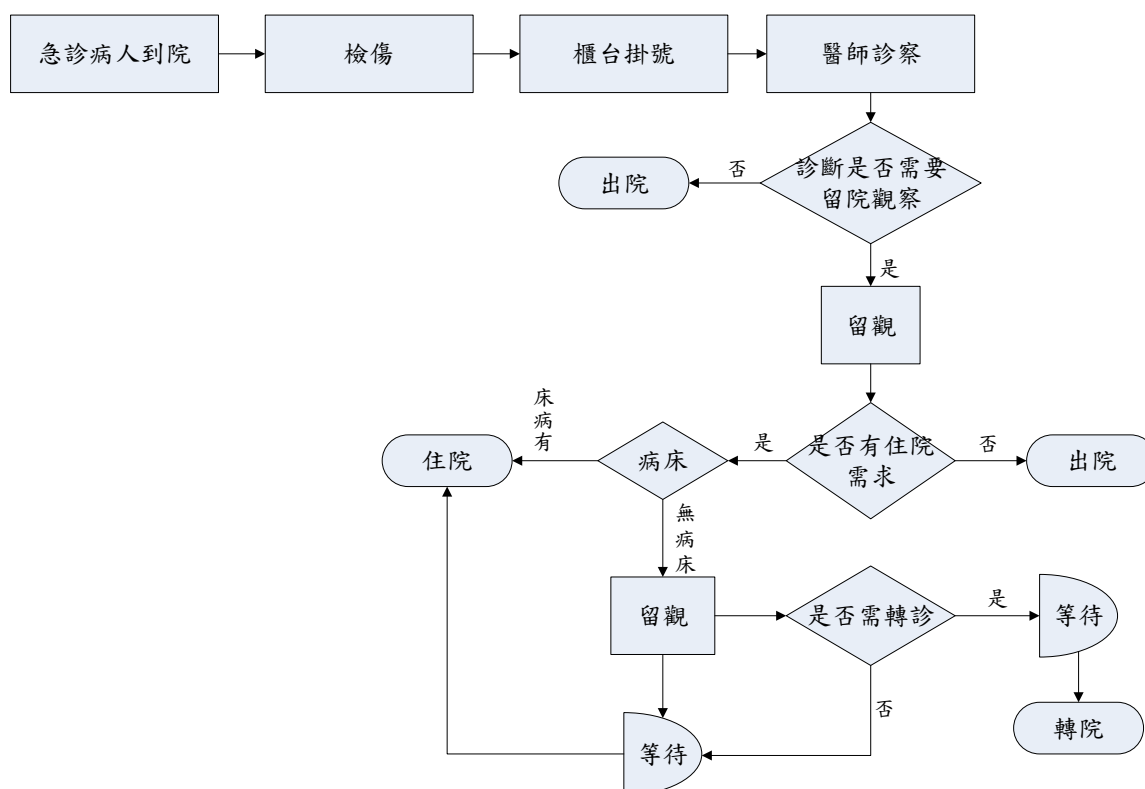 急診病人到院
檢傷
櫃台掛號
醫師診察
診斷是否需要
留院觀察
否
出院
是
留觀
是否有住院
需求
否
出院
是
病床
床病有
住院
無病床
留觀
是否需轉診
是
等待
轉院
否
等待